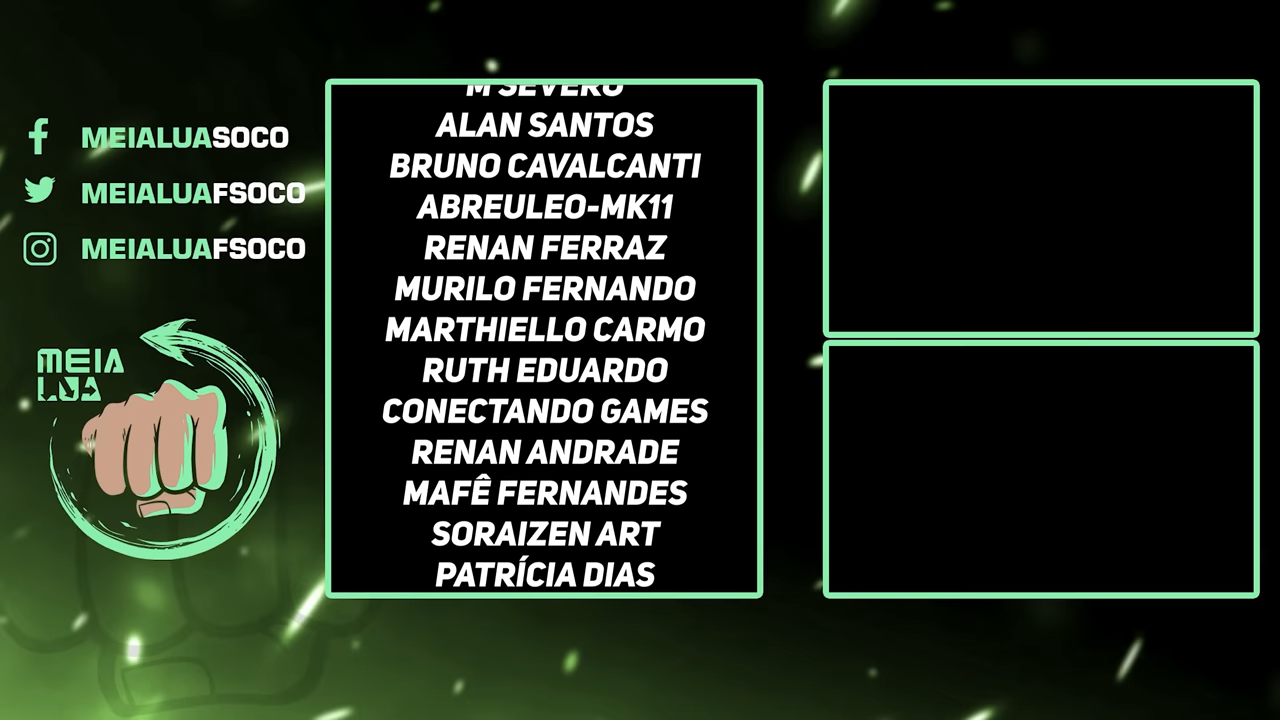 MEIALUASOCO
MEIALUAFSOCO
MEIALUAFSOCO
MEIA
LUA
M SEVERO
ALAN SANTOS
BRUNO CAVALCANTI
ABREULEO-MK11
RENAN FERRAZ
MURILO FERNANDO
MARTHIELLO CARMO
RUTH EDUARDO
CONECTANDO GAMES
RENAN ANDRADE
MAFÊ FERNANDES
SORAIZEN ART
PATRÍCIA DIAS